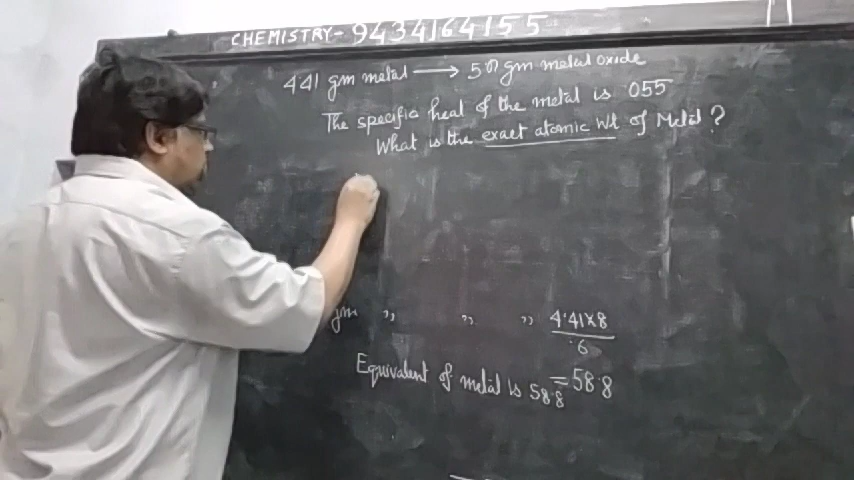 CHEMISTRY- 9434164155
4.41 gm metal → 5.01 gm metal oxide
The specific heat of the metal is .055
What is the exact atomic Wt of Metal?
gm ,, ,, ,, 4.41x8
.6
= 58.8
Equivalent of metal is 58.8